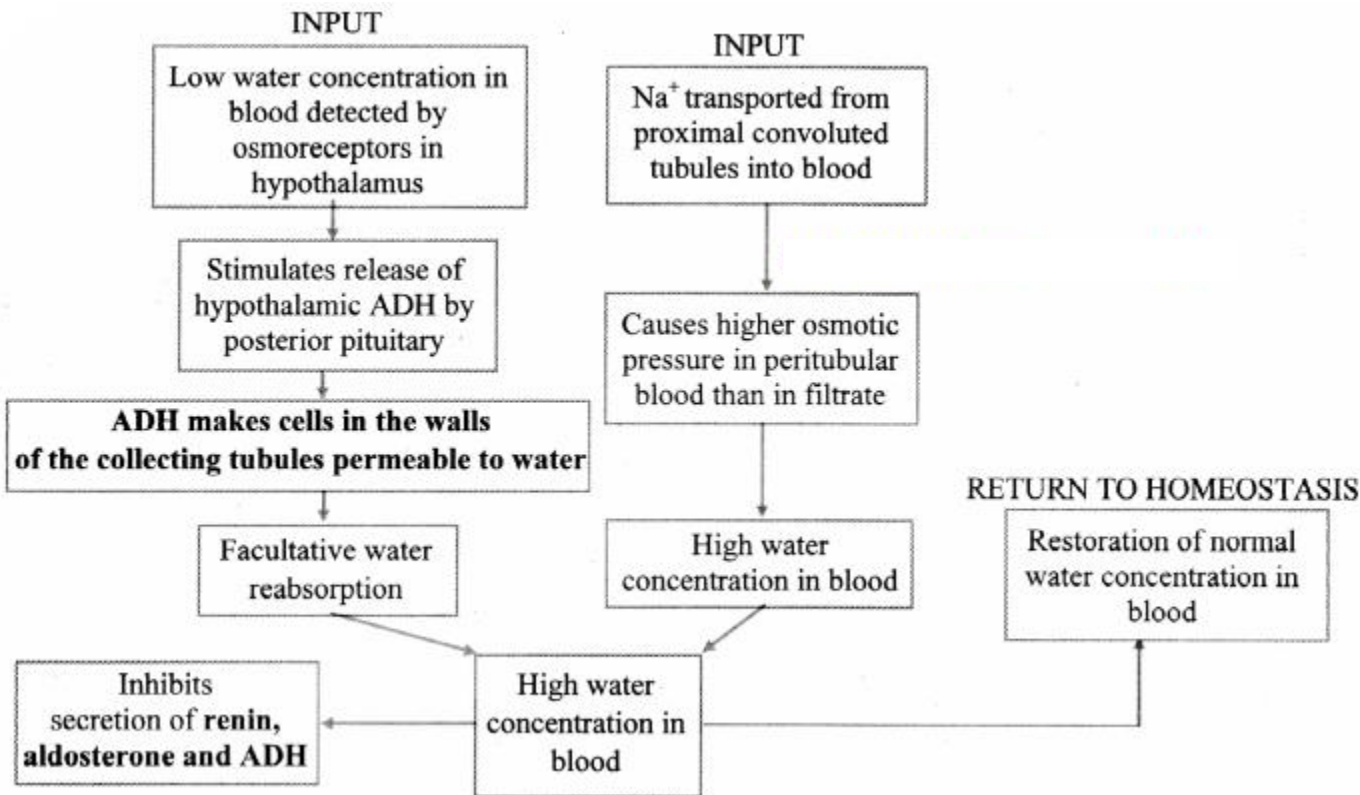 INPUT
Low water concentration in
blood detected by
osmoreceptors in
hypothalamus
Stimulates release of
hypothalamic ADH by
posterior pituitary
ADH makes cells in the walls
of the collecting tubules permeable to water
Facultative water
reabsorption
INPUT
Na⁺ transported from
proximal convoluted
tubules into blood
Causes higher osmotic
pressure in peritubular
blood than in filtrate
High water
concentration in blood
High water
concentration in
blood
Inhibits
secretion of renin,
aldosterone and ADH
RETURN TO HOMEOSTASIS
Restoration of normal
water concentration in
blood